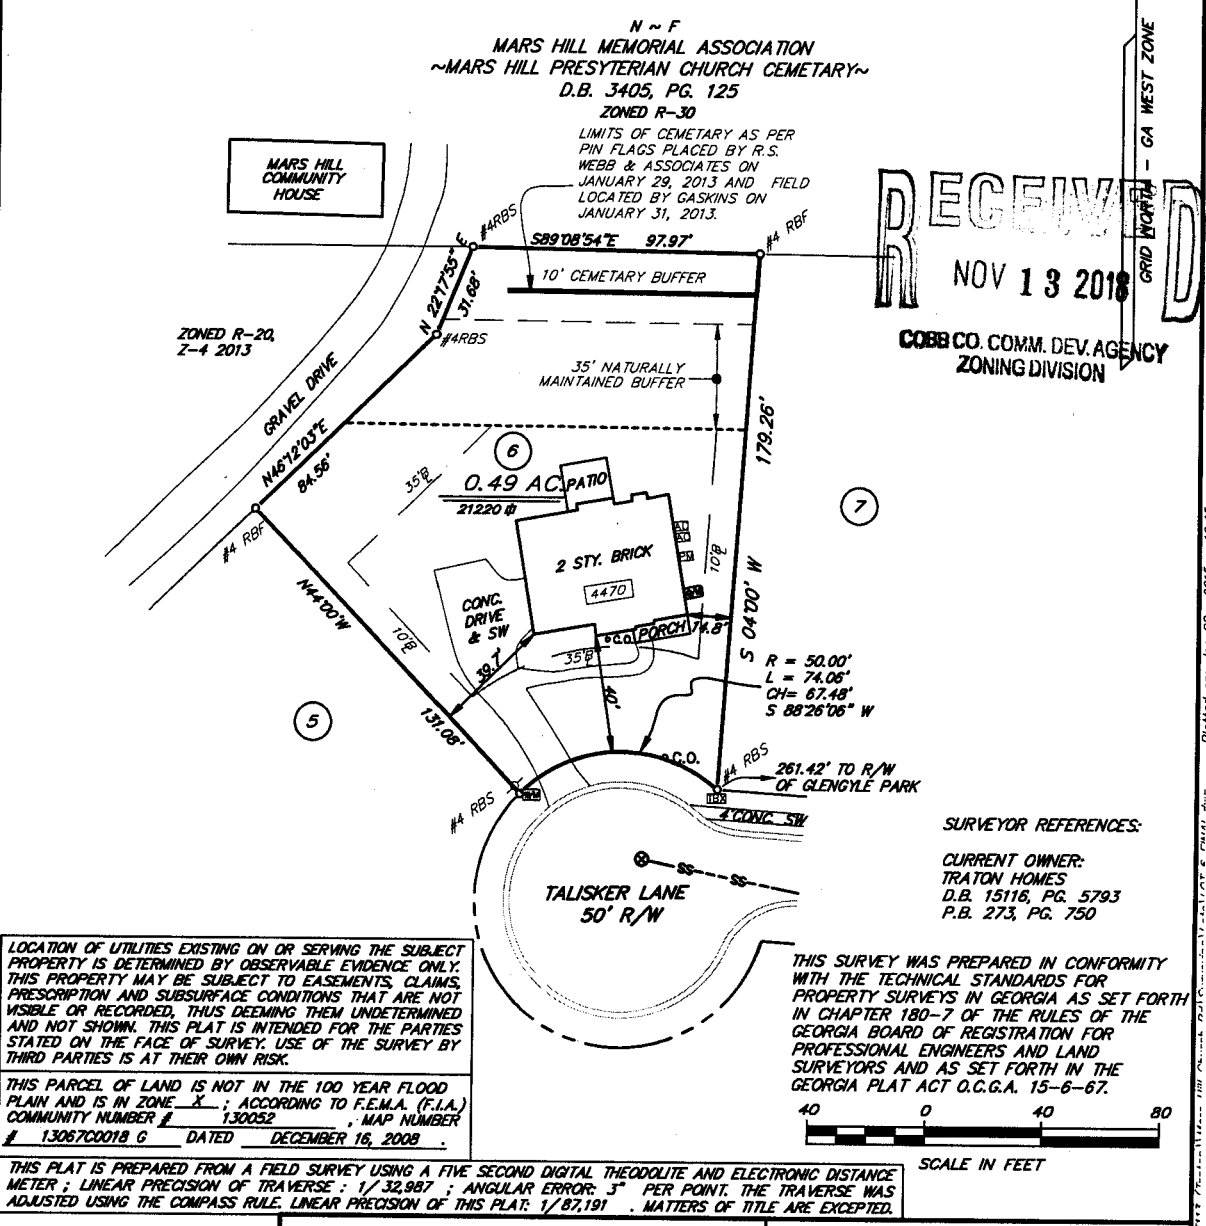 N ~ F
MARS HILL MEMORIAL ASSOCIATION
~MARS HILL PRESYTERIAN CHURCH CEMETARY~
D.B. 3405, PG. 125
ZONED R-30
LIMITS OF CEMETARY AS PER
PIN FLAGS PLACED BY R.S.
WEBB & ASSOCIATES ON
JANUARY 29, 2013 AND FIELD
LOCATED BY GASKINS ON
JANUARY 31, 2013.
MARS HILL
COMMUNITY
HOUSE
GRID NORTH - GA WEST ZONE
RECEIVED
NOV 13 2018
COBB CO. COMM. DEV. AGENCY
ZONING DIVISION
#4RBS
S89°08'54"E 97.97'
#4 RBF
10' CEMETARY BUFFER
N 22°17'55" E
31.68'
#4RBS
ZONED R-20,
Z-4 2013
GRAVEL DRIVE
35' NATURALLY
MAINTAINED BUFFER
179.26'
N46°12'03"E
84.56'
6
35'BL
0.49 AC.
21220 ⏍
PATIO
7
#4 RBF
AC
AC
PM
2 STY. BRICK
4470
10'BL
N44°00'W
CONC.
DRIVE
& SW
10'BL
C.O.
PORCH
14.8'
S 04°00' W
39.7'
35'BL
40'
R = 50.00'
L = 74.06'
CH= 67.48'
S 88°26'06" W
5
131.08'
C.O.
#4 RBS
261.42' TO R/W
OF GLENGYLE PARK
#4 RBS
WM
TBX
4'CONC. SW
SS SS
TALISKER LANE
50' R/W
SURVEYOR REFERENCES:
CURRENT OWNER:
TRATON HOMES
D.B. 15116, PG. 5793
P.B. 273, PG. 750
LOCATION OF UTILITIES EXISTING ON OR SERVING THE SUBJECT
PROPERTY IS DETERMINED BY OBSERVABLE EVIDENCE ONLY.
THIS PROPERTY MAY BE SUBJECT TO EASEMENTS, CLAIMS,
PRESCRIPTION AND SUBSURFACE CONDITIONS THAT ARE NOT
VISIBLE OR RECORDED, THUS DEEMING THEM UNDETERMINED
AND NOT SHOWN. THIS PLAT IS INTENDED FOR THE PARTIES
STATED ON THE FACE OF SURVEY. USE OF THE SURVEY BY
THIRD PARTIES IS AT THEIR OWN RISK.
THIS SURVEY WAS PREPARED IN CONFORMITY
WITH THE TECHNICAL STANDARDS FOR
PROPERTY SURVEYS IN GEORGIA AS SET FORTH
IN CHAPTER 180-7 OF THE RULES OF THE
GEORGIA BOARD OF REGISTRATION FOR
PROFESSIONAL ENGINEERS AND LAND
SURVEYORS AND AS SET FORTH IN THE
GEORGIA PLAT ACT O.C.G.A. 15-6-67.
THIS PARCEL OF LAND IS NOT IN THE 100 YEAR FLOOD
PLAIN AND IS IN ZONE X ; ACCORDING TO F.E.M.A. (F.I.A.)
COMMUNITY NUMBER # 130052 , MAP NUMBER
# 13067C0018 G DATED DECEMBER 16, 2008 .
40 0 40 80
SCALE IN FEET
THIS PLAT IS PREPARED FROM A FIELD SURVEY USING A FIVE SECOND DIGITAL THEODOLITE AND ELECTRONIC DISTANCE
METER ; LINEAR PRECISION OF TRAVERSE : 1/ 32,987 ; ANGULAR ERROR: 3" PER POINT. THE TRAVERSE WAS
ADJUSTED USING THE COMPASS RULE. LINEAR PRECISION OF THIS PLAT: 1/ 87,191 . MATTERS OF TITLE ARE EXCEPTED.